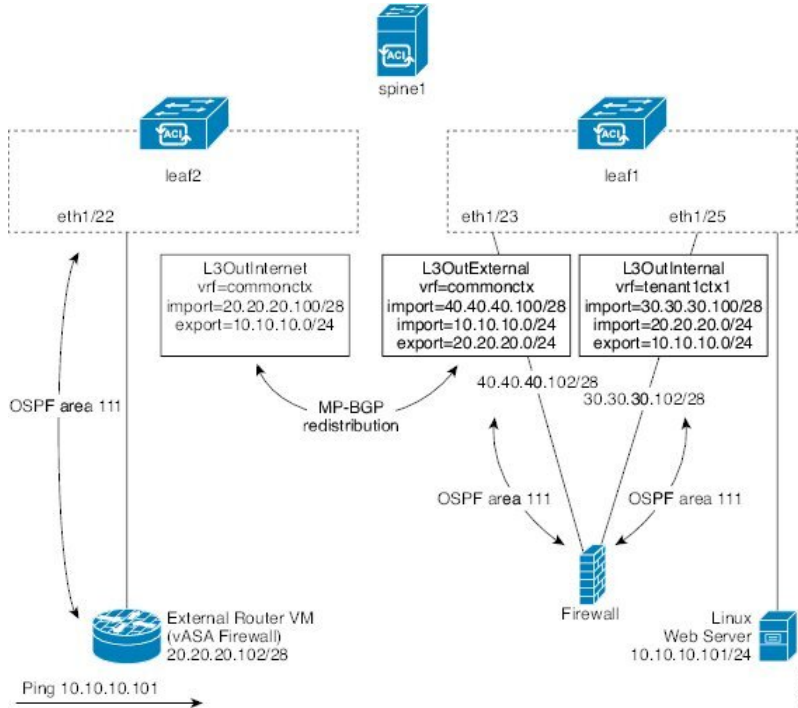 ACI
spine1
ACI
leaf2
ACI
leaf1
eth1/22
eth1/23
eth1/25
L3OutInternet
vrf=commonctx
import=20.20.20.100/28
export=10.10.10.0/24
L3OutExternal
vrf=commonctx
import=40.40.40.100/28
import=10.10.10.0/24
export=20.20.20.0/24
L3OutInternal
vrf=tenant1ctx1
import=30.30.30.100/28
import=20.20.20.0/24
export=10.10.10.0/24
40.40.40.102/28
30.30.30.102/28
OSPF area 111
MP-BGP
redistribution
OSPF area 111
OSPF area 111
External Router VM
(vASA Firewall)
20.20.20.102/28
Firewall
Linux
Web Server
10.10.10.101/24
Ping 10.10.10.101